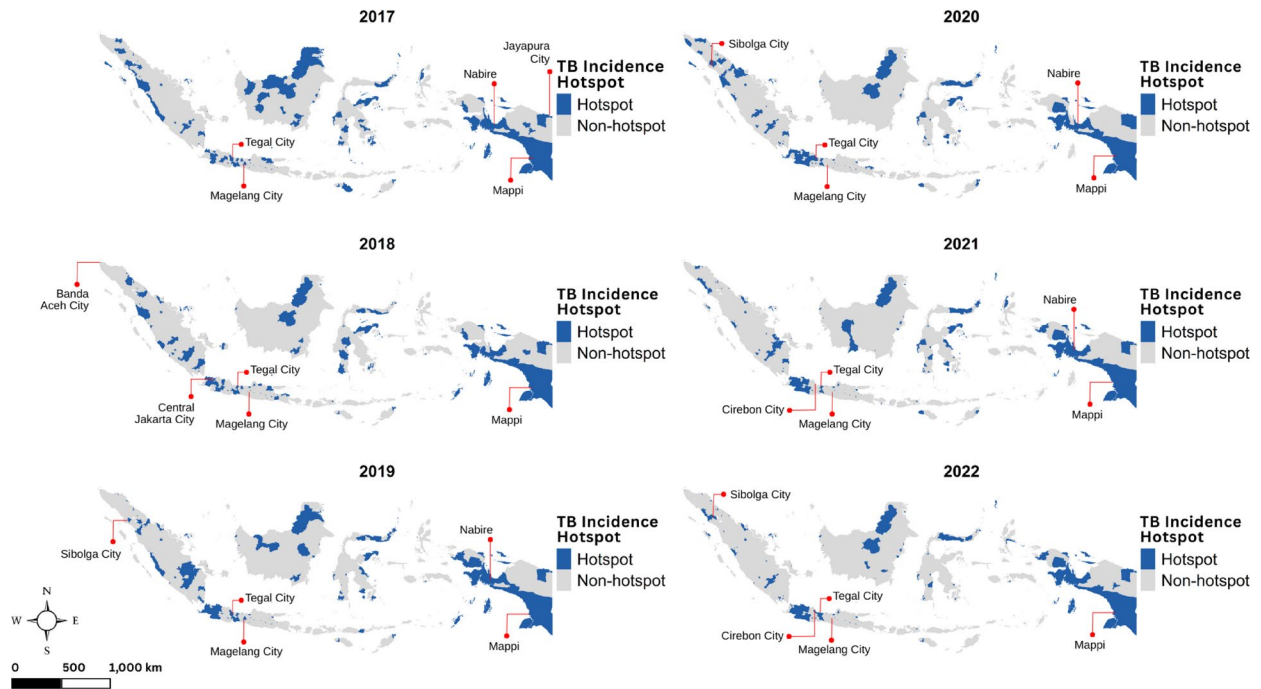 2017
Nabire
Jayapura
City
Tegal City
Magelang City
Mappi
TB Incidence
Hotspot
Hotspot
Non-hotspot
2020
Sibolga City
Nabire
Tegal City
Magelang City
Mappi
TB Incidence
Hotspot
Hotspot
Non-hotspot
2018
Banda
Aceh City
Tegal City
Central
Jakarta City
Magelang City
Mappi
TB Incidence
Hotspot
Hotspot
Non-hotspot
2021
Nabire
Tegal City
Cirebon City
Magelang City
Mappi
TB Incidence
Hotspot
Hotspot
Non-hotspot
2019
Sibolga City
Nabire
Tegal City
Magelang City
Mappi
TB Incidence
Hotspot
Hotspot
Non-hotspot
2022
Sibolga City
Tegal City
Cirebon City
Magelang City
Mappi
TB Incidence
Hotspot
Hotspot
Non-hotspot
N
W E
S
0 500 1,000 km